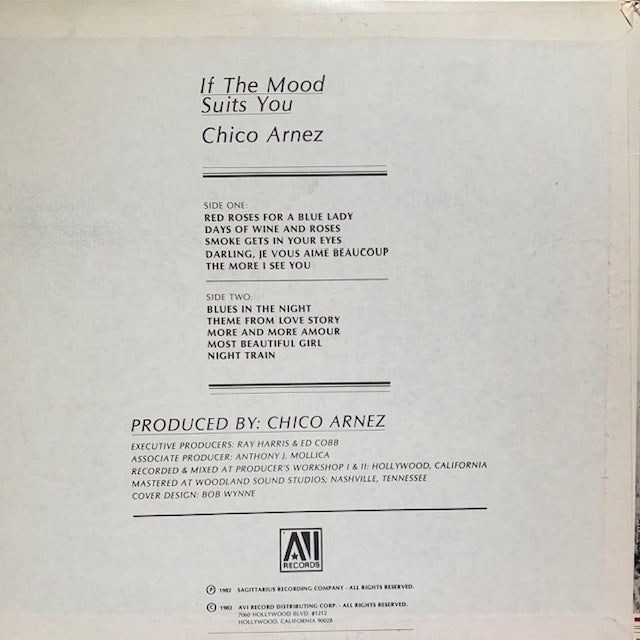 If The Mood
Suits You
Chico Arnez
SIDE ONE:
RED ROSES FOR A BLUE LADY
DAYS OF WINE AND ROSES
SMOKE GETS IN YOUR EYES
DARLING, JE VOUS AIME BEAUCOUP
THE MORE I SEE YOU
SIDE TWO:
BLUES IN THE NIGHT
THEME FROM LOVE STORY
MORE AND MORE AMOUR
MOST BEAUTIFUL GIRL
NIGHT TRAIN
PRODUCED BY: CHICO ARNEZ
EXECUTIVE PRODUCERS: RAY HARRIS & ED COBB
ASSOCIATE PRODUCER: ANTHONY J. MOLLICA
RECORDED & MIXED AT PRODUCER'S WORKSHOP I & II: HOLLYWOOD, CALIFORNIA
MASTERED AT WOODLAND SOUND STUDIOS, NASHVILLE, TENNESSEE
COVER DESIGN: BOB WYNNE
AVI
RECORDS
℗ 1982 SAGITTARIUS RECORDING COMPANY - ALL RIGHTS RESERVED.
© 1982 AVI RECORD DISTRIBUTING CORP. - ALL RIGHTS RESERVED.
7060 HOLLYWOOD BLVD. #1212
HOLLYWOOD, CALIFORNIA 90028